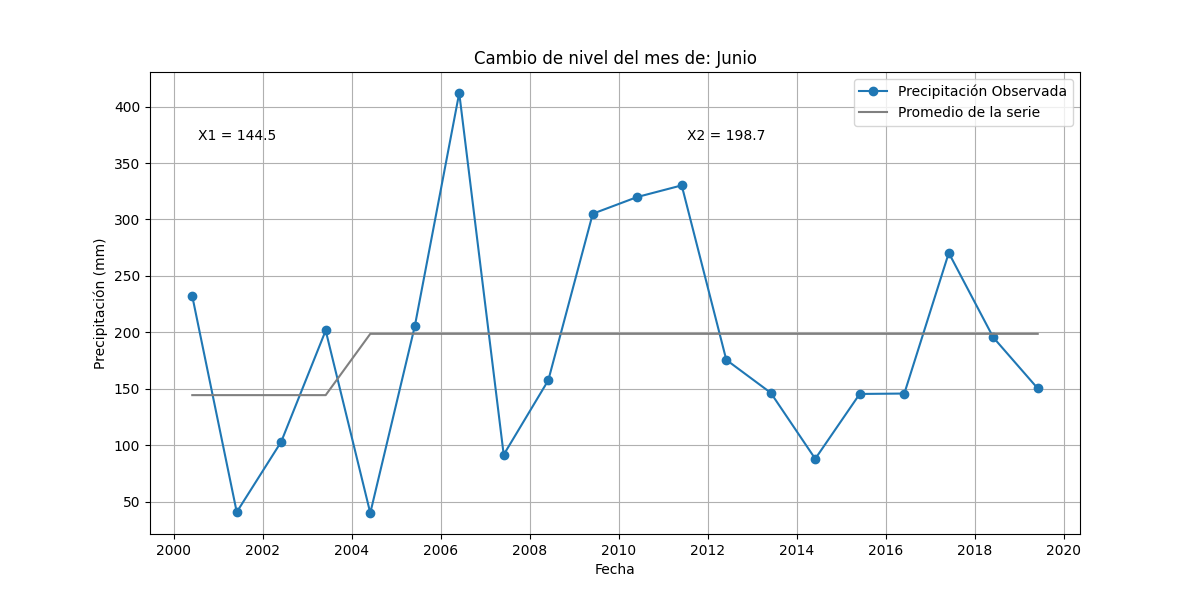 Cambio de nivel del mes de: Junio
Precipitación Observada
Promedio de la serie
X1 = 144.5
X2 = 198.7
Precipitación (mm)
400
350
300
250
200
150
100
50
2000 2002 2004 2006 2008 2010 2012 2014 2016 2018 2020
Fecha